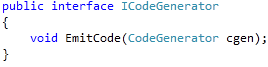 public interface ICodeGenerator
{
    void EmitCode(CodeGenerator cgen);
}